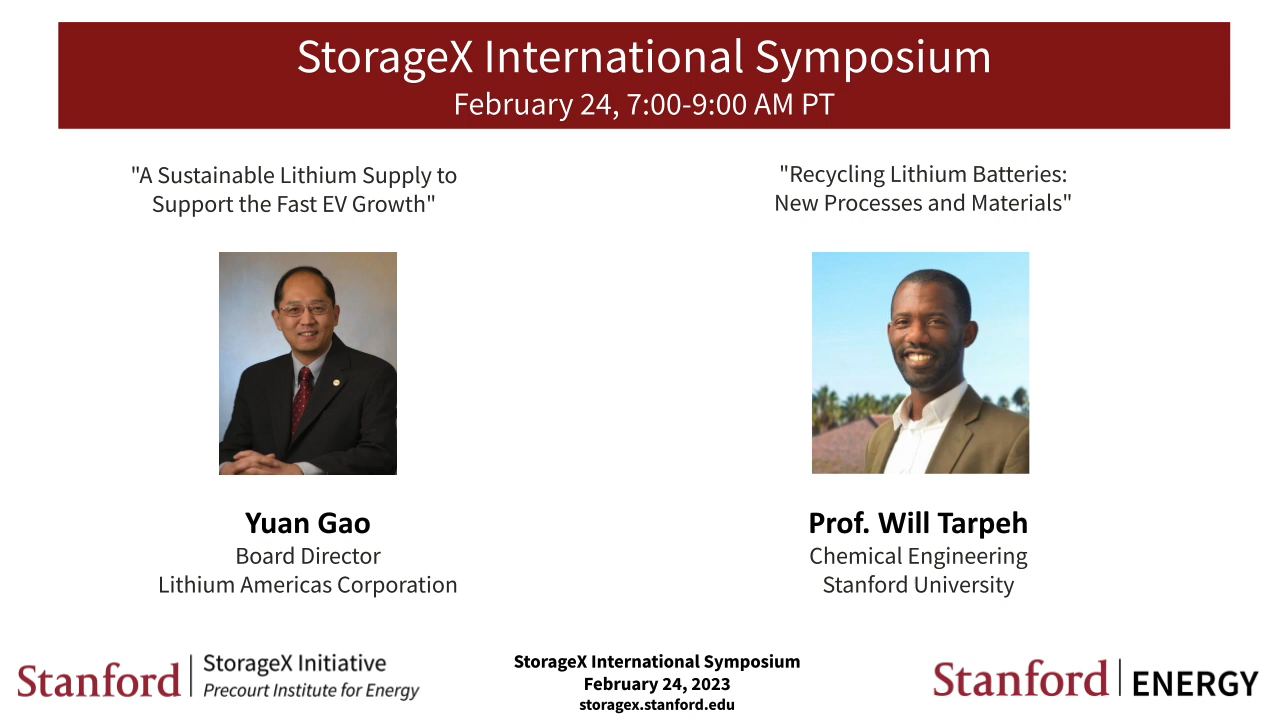 StorageX International Symposium
February 24, 7:00-9:00 AM PT
"A Sustainable Lithium Supply to
Support the Fast EV Growth"
"Recycling Lithium Batteries:
New Processes and Materials"
Yuan Gao
Board Director
Lithium Americas Corporation
Prof. Will Tarpeh
Chemical Engineering
Stanford University
Stanford
StorageX Initiative
Precourt Institute for Energy
StorageX International Symposium
February 24, 2023
storagex.stanford.edu
Stanford ENERGY